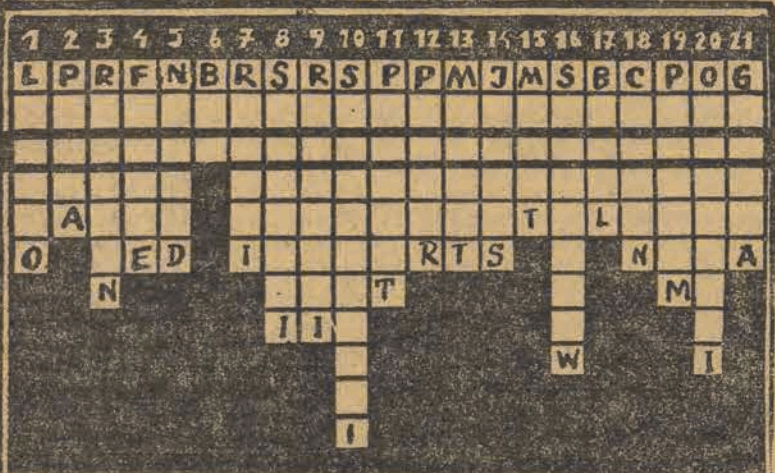 1 2 3 4 5 6 7 8 9 10 11 12 13 14 15 16 17 18 19 20 21
L P R F N B R S R S P P M J M S B C P O G
A T L
O E D I R T S N A
N T M
I I
W I
I